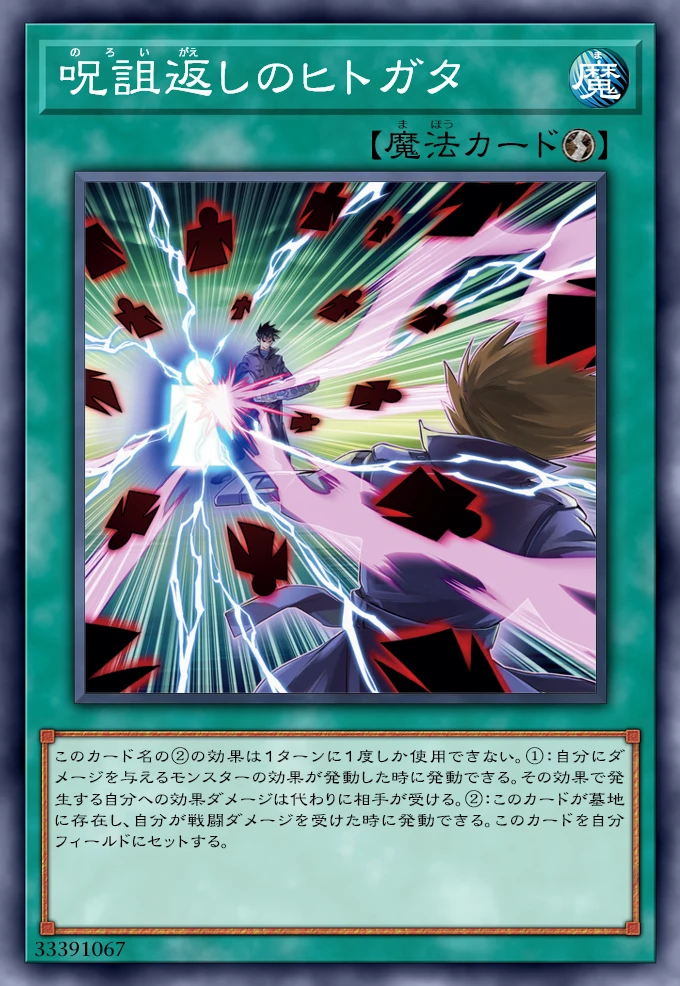 のろいがえ
呪詛返しのヒトガタ
ま
魔
まほう
【魔法カード】
このカード名の②の効果は1ターンに1度しか使用できない。①:自分にダ
メージを与えるモンスターの効果が発動した時に発動できる。その効果で発
生する自分への効果ダメージは代わりに相手が受ける。②:このカードが墓地
に存在し、自分が戦闘ダメージを受けた時に発動できる。このカードを自分
フィールドにセットする。
33391067